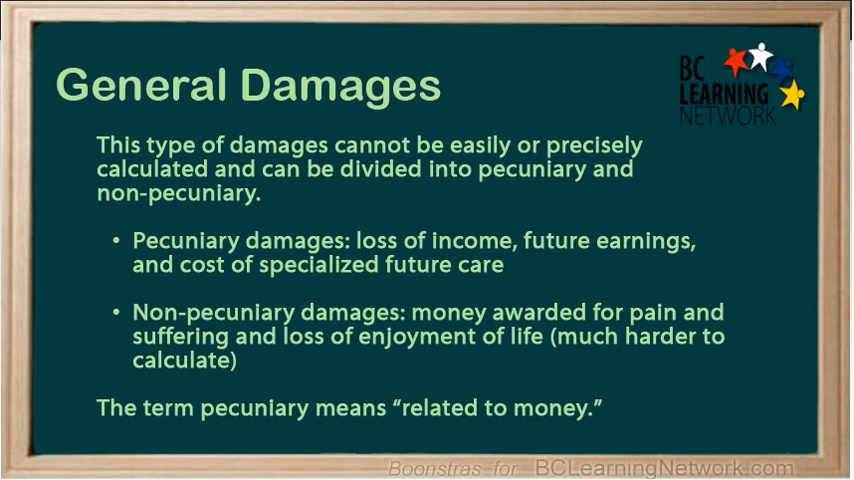 General Damages
BC
LEARNING
NETWORK
This type of damages cannot be easily or precisely
calculated and can be divided into pecuniary and
non-pecuniary.
• Pecuniary damages: loss of income, future earnings,
and cost of specialized future care
• Non-pecuniary damages: money awarded for pain and
suffering and loss of enjoyment of life (much harder to
calculate)
The term pecuniary means “related to money.”
Boonstras for BCLearningNetwork.com